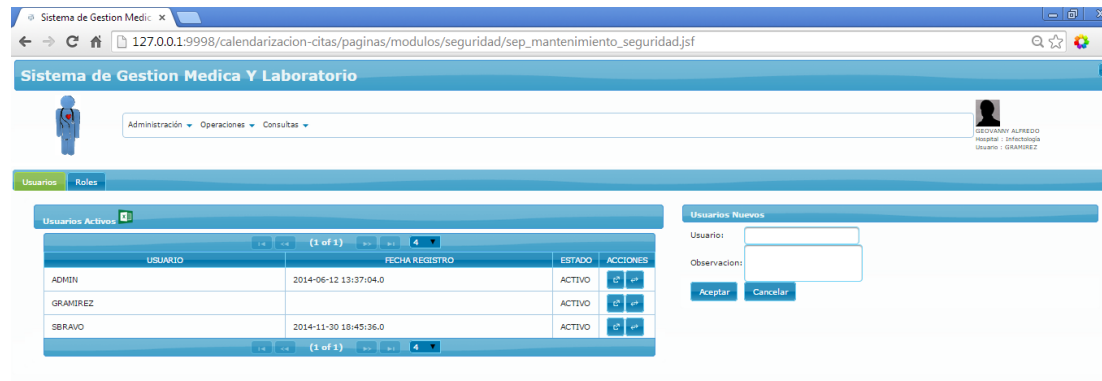 Sistema de Gestion Medic
127.0.0.1:9998/calendarizacion-citas/paginas/modulos/seguridad/sep_mantenimiento_seguridad.jsf
Sistema de Gestion Medica Y Laboratorio
Administración Operaciones Consultas
GEOVANNY ALFREDO
Hospital : Infectología
Usuario : GRAMIREZ
Usuarios Roles
Usuarios Activos
(1 of 1) 4
USUARIO FECHA REGISTRO ESTADO ACCIONES
ADMIN 2014-06-12 13:37:04.0 ACTIVO
GRAMIREZ ACTIVO
SBRAVO 2014-11-30 18:45:36.0 ACTIVO
(1 of 1) 4
Usuarios Nuevos
Usuario:
Observacion:
Aceptar Cancelar